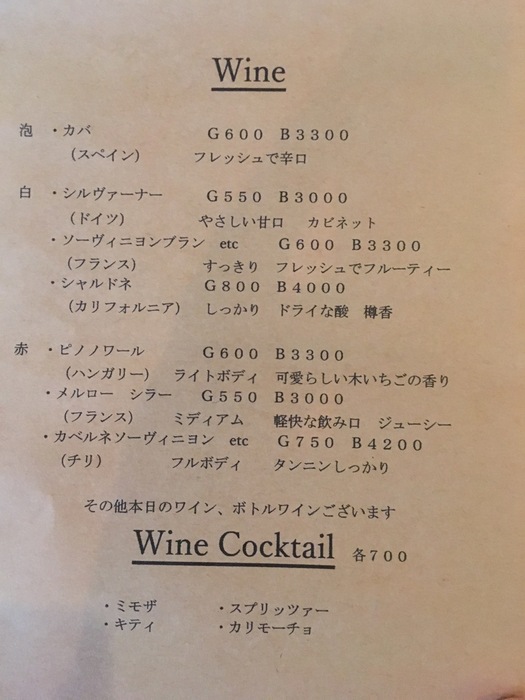 Wine
泡 ・カバ G600 B3300
(スペイン) フレッシュで辛口
白 ・シルヴァーナー G550 B3000
(ドイツ) やさしい甘口 カビネット
・ソーヴィニヨンブラン etc G600 B3300
(フランス) すっきり フレッシュでフルーティー
・シャルドネ G800 B4000
(カリフォルニア) しっかり ドライな酸 樽香
赤 ・ピノノワール G600 B3300
(ハンガリー) ライトボディ 可愛らしい木いちごの香り
・メルロー シラー G550 B3000
(フランス) ミディアム 軽快な飲み口 ジューシー
・カベルネソーヴィニヨン etc G750 B4200
(チリ) フルボディ タンニンしっかり
その他本日のワイン、ボトルワインございます
Wine Cocktail 各700
・ミモザ ・スプリッツァー
・キティ ・カリモーチョ